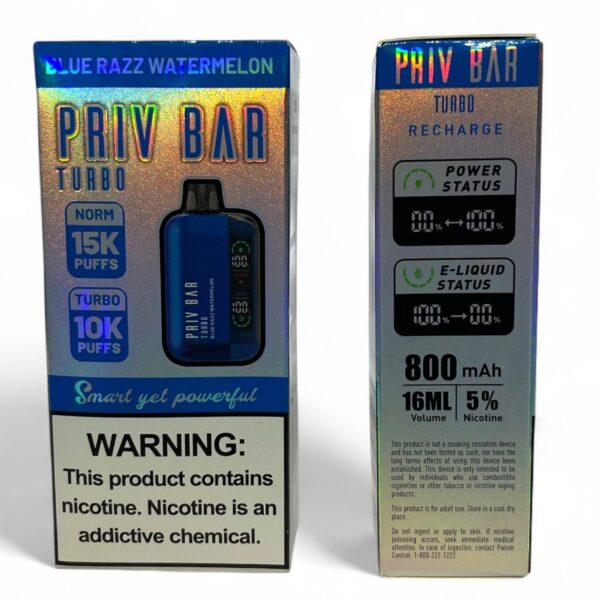 BLUE RAZZ WATERMELON
PRIV BAR
TURBO
NORM
15K
PUFFS
TURBO
10K
PUFFS
PRIV BAR
TURBO
BLUE RAZZ WATERMELON
Smart yet powerful
WARNING:
This product contains
nicotine. Nicotine is an
addictive chemical.
PRIV BAR
TURBO
RECHARGE
POWER
STATUS
00% ↔ 100%
E-LIQUID
STATUS
100% → 00%
800 mAh
16ML 5%
Volume Nicotine
This product is not a smoking cessation device
and has not been tested as such, nor have the
long terms effects of using this device been
established. This device is only intended to be
used by individuals who use combustible
cigarettes or other tobacco or nicotine vaping
products.
This product is for adult use. Store in a cool dry
place.
Do not ingest or apply to skin. If nicotine
poisoning occurs, seek immediate medical
attention. In case of ingestion, contact Poison
Control: 1-800-222-1222